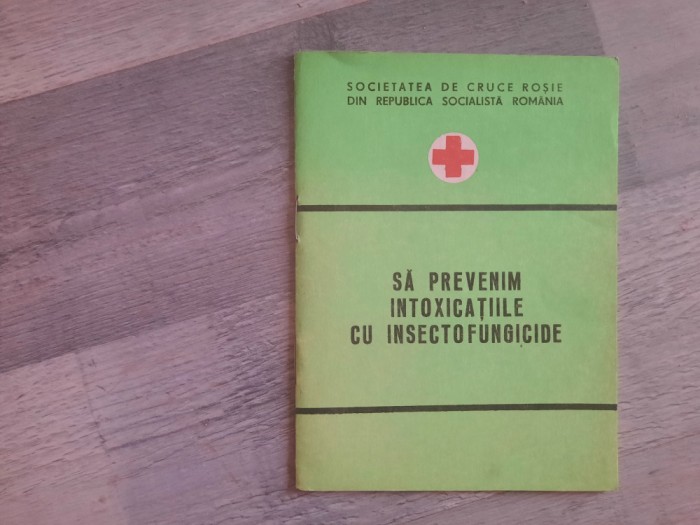 SOCIETATEA DE CRUCE ROȘIE
DIN REPUBLICA SOCIALISTĂ ROMÂNIA
SĂ PREVENIM
INTOXICAȚIILE
CU INSECTOFUNGICIDE